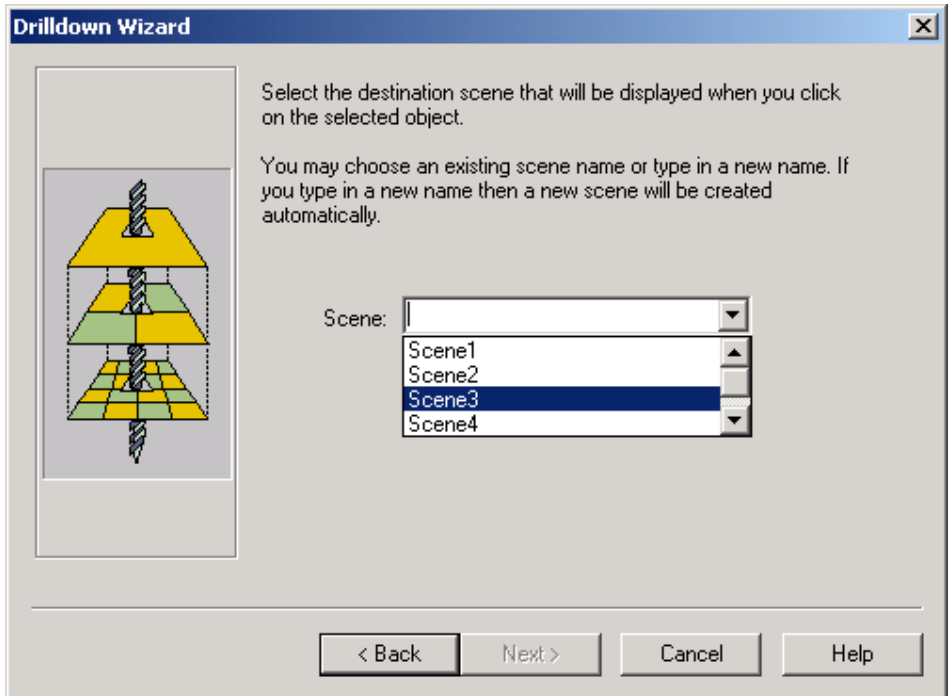 Drilldown Wizard
Select the destination scene that will be displayed when you click
on the selected object.
You may choose an existing scene name or type in a new name. If
you type in a new name then a new scene will be created
automatically.
Scene:
Scene1
Scene2
Scene3
Scene4
< Back
Next >
Cancel
Help